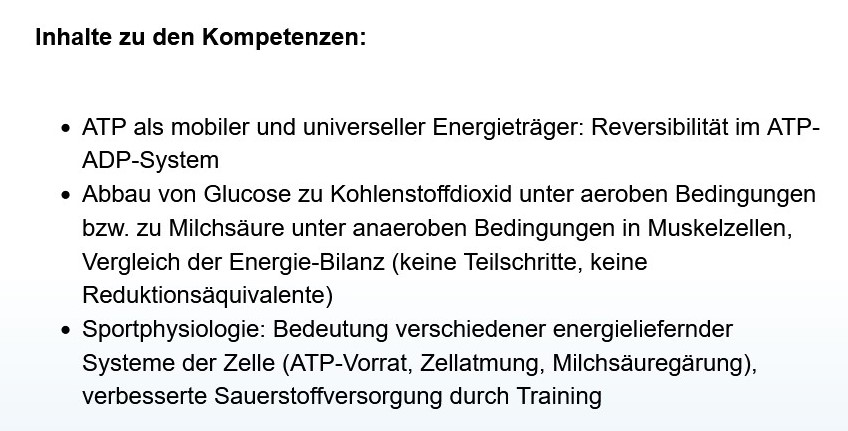 Inhalte zu den Kompetenzen:
• ATP als mobiler und universeller Energieträger: Reversibilität im ATP-
ADP-System
• Abbau von Glucose zu Kohlenstoffdioxid unter aeroben Bedingungen
bzw. zu Milchsäure unter anaeroben Bedingungen in Muskelzellen,
Vergleich der Energie-Bilanz (keine Teilschritte, keine
Reduktionsäquivalente)
• Sportphysiologie: Bedeutung verschiedener energieliefernder
Systeme der Zelle (ATP-Vorrat, Zellatmung, Milchsäuregärung),
verbesserte Sauerstoffversorgung durch Training